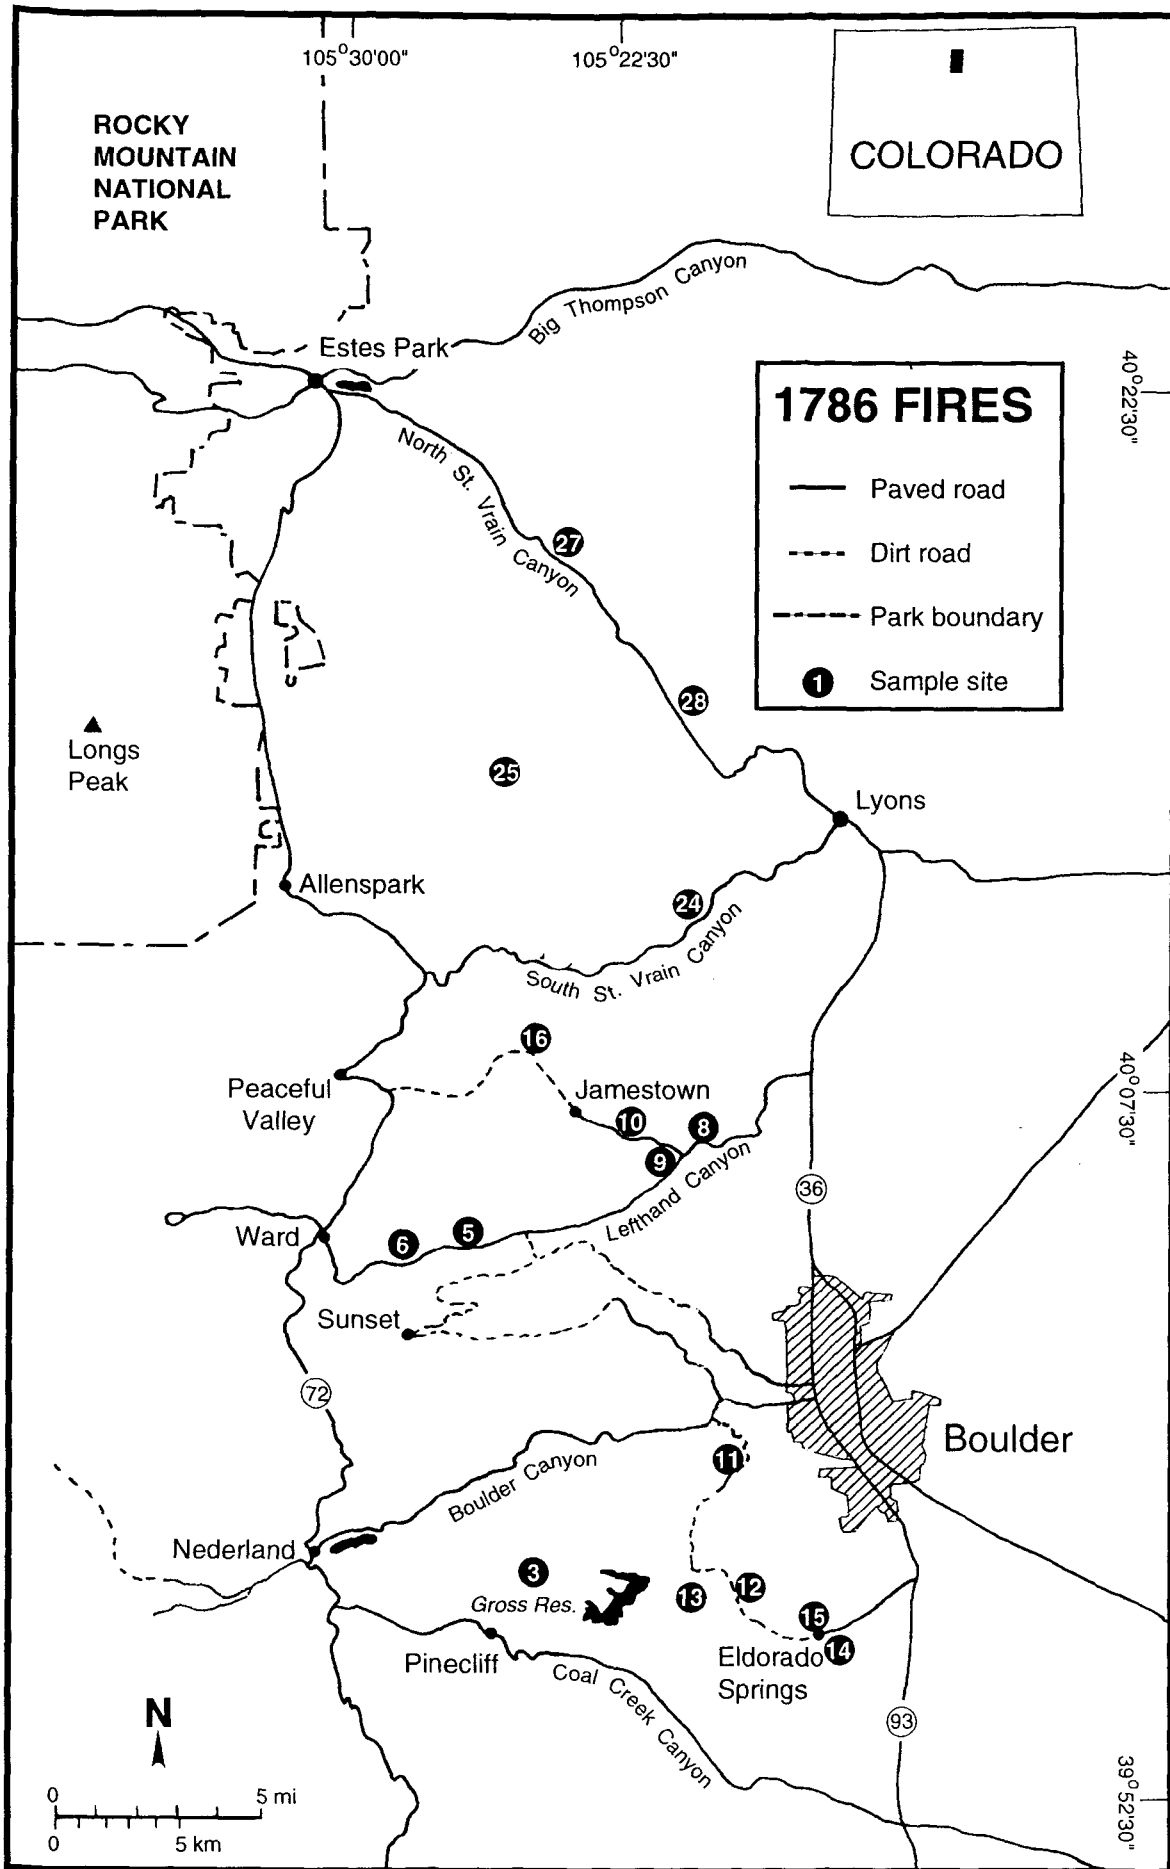 105°30'00"
105°22'30"
COLORADO
ROCKY
MOUNTAIN
NATIONAL
PARK
Big Thompson Canyon
Estes Park
40°22'30"
1786 FIRES
Paved road
Dirt road
Park boundary
1 Sample site
North St. Vrain Canyon
27
28
Longs
Peak
25
Lyons
Allenspark
24
South St. Vrain Canyon
16
Peaceful
Valley
Jamestown
10
8
9
40°07'30"
36
Lefthand Canyon
Ward
6
5
Sunset
72
Boulder
11
Boulder Canyon
Nederland
3
Gross Res.
13
12
15
14
Pinecliff
Eldorado
Springs
Coal Creek Canyon
93
N
0 5 mi
0 5 km
39°52'30"